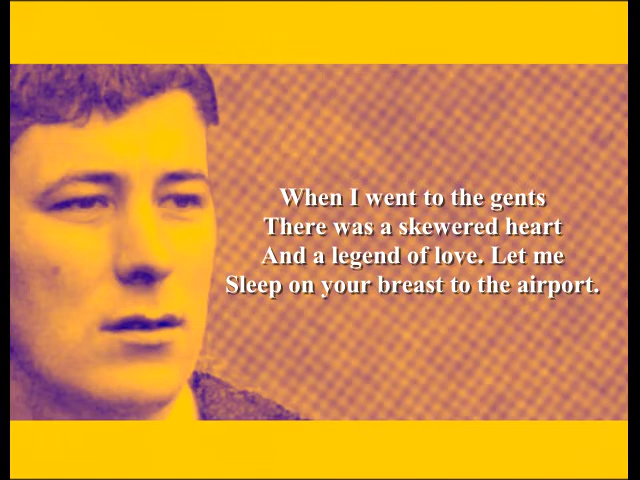 When I went to the gents
There was a skewered heart
And a legend of love. Let me
Sleep on your breast to the airport.